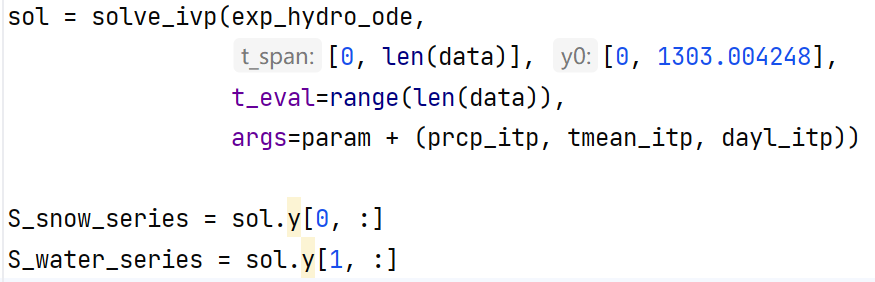 sol = solve_ivp(exp_hydro_ode,
t_span: [0, len(data)], y0: [0, 1303.004248],
t_eval=range(len(data)),
args=param + (prcp_itp, tmean_itp, dayl_itp))
S_snow_series = sol.y[0, :]
S_water_series = sol.y[1, :]